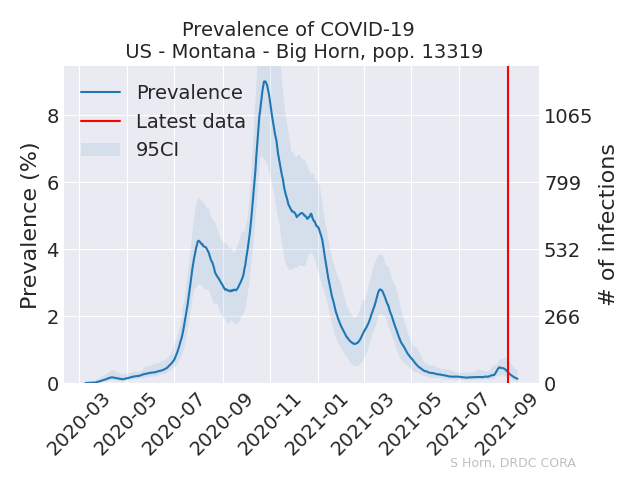 Prevalence of COVID-19
US - Montana - Big Horn, pop. 13319
Prevalence
Latest data
95CI
Prevalence (%)
8
6
4
2
0
1065
799
532
266
0
# of infections
2020-03
2020-05
2020-07
2020-09
2020-11
2021-01
2021-03
2021-05
2021-07
2021-09
S Horn, DRDC CORA